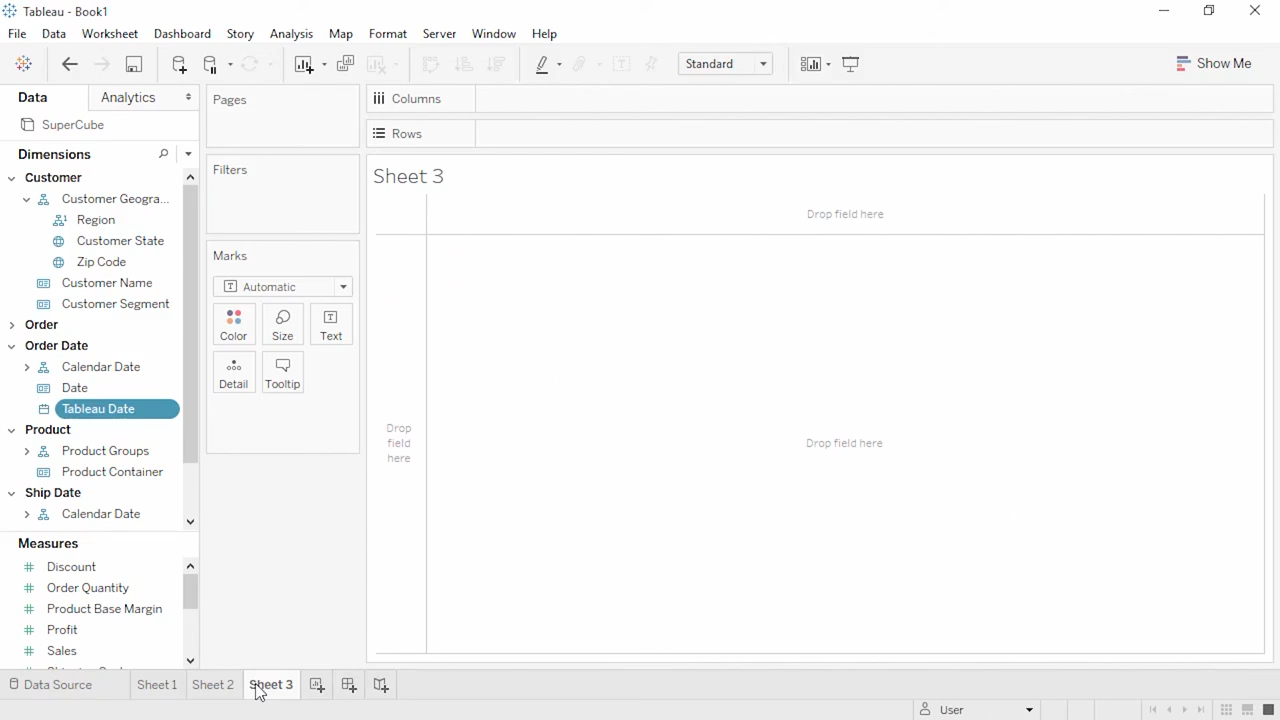 Tableau - Book1
File Data Worksheet Dashboard Story Analysis Map Format Server Window Help
Standard
Show Me
Data
Analytics
SuperCube
Dimensions
Customer
Customer Geogra...
Region
Customer State
Zip Code
Customer Name
Customer Segment
Order
Order Date
Calendar Date
Date
Tableau Date
Product
Product Groups
Product Container
Ship Date
Calendar Date
Measures
Discount
Order Quantity
Product Base Margin
Profit
Sales
Pages
Filters
Marks
Automatic
Color
Size
Text
Detail
Tooltip
Columns
Rows
Sheet 3
Drop field here
Drop
field
here
Drop field here
Data Source
Sheet 1
Sheet 2
Sheet 3
User